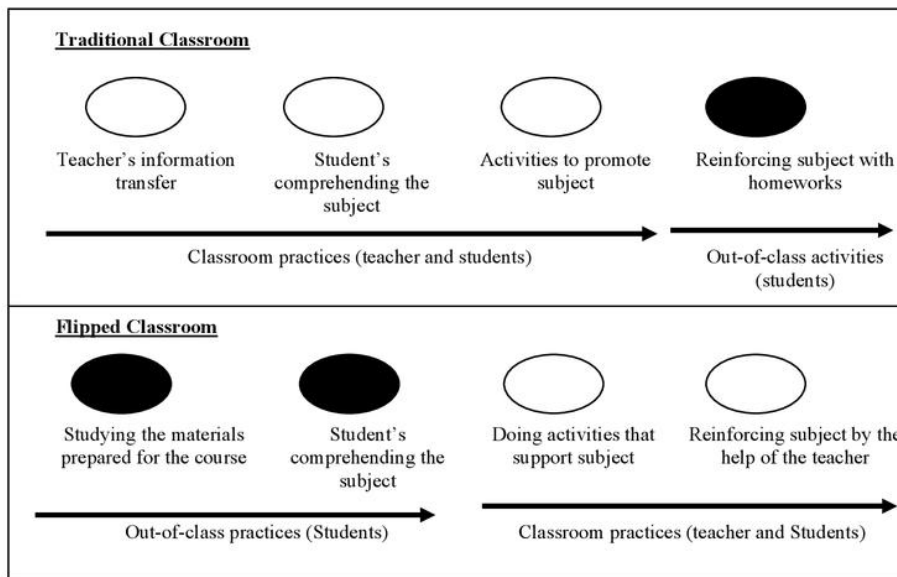 Traditional Classroom
Teacher's information
transfer
Student's
comprehending the
subject
Activities to promote
subject
Reinforcing subject with
homeworks
Classroom practices (teacher and students)
Out-of-class activities
(students)
Flipped Classroom
Studying the materials
prepared for the course
Student's
comprehending the
subject
Doing activities that
support subject
Reinforcing subject by the
help of the teacher
Out-of-class practices (Students)
Classroom practices (teacher and Students)